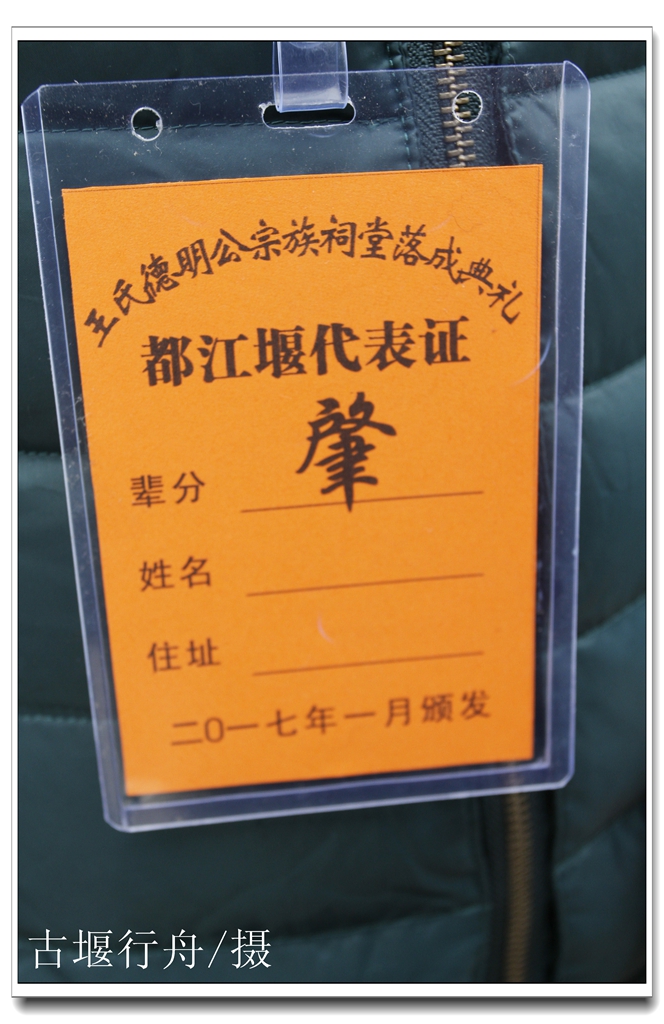 王氏德明公宗族祠堂落成典礼
都江堰代表证
辈分 肇
姓名
住址
二〇一七年一月颁发
古堰行舟/摄